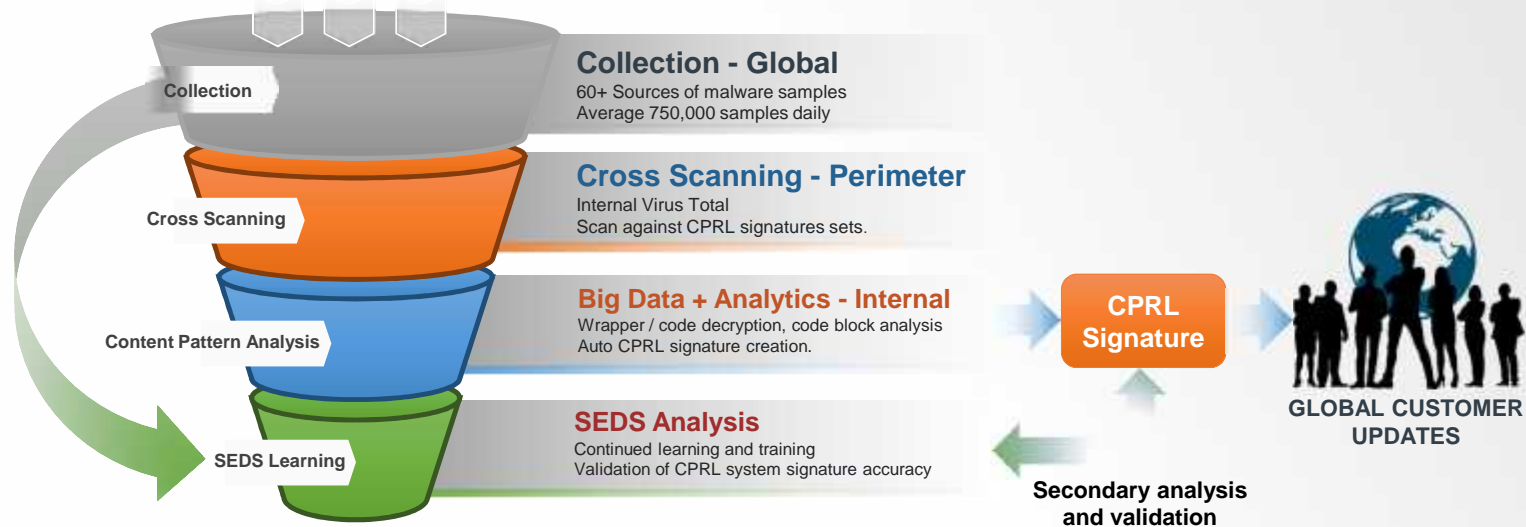 Collection
Collection - Global
60+ Sources of malware samples
Average 750,000 samples daily
Cross Scanning
Cross Scanning - Perimeter
Internal Virus Total
Scan against CPRL signatures sets.
Content Pattern Analysis
Big Data + Analytics - Internal
Wrapper / code decryption, code block analysis
Auto CPRL signature creation.
SEDS Learning
SEDS Analysis
Continued learning and training
Validation of CPRL system signature accuracy
CPRL
Signature
GLOBAL CUSTOMER
UPDATES
Secondary analysis
and validation